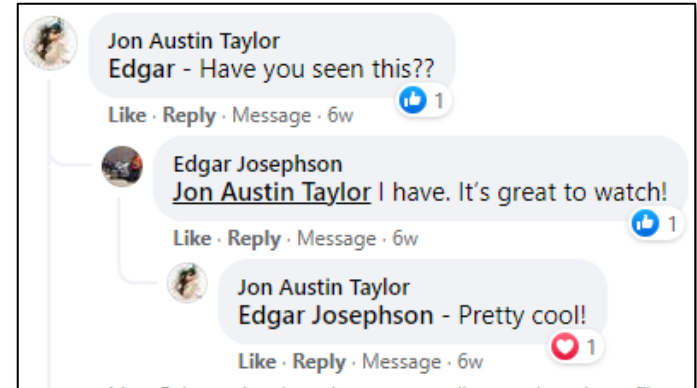 Jon Austin Taylor
Edgar - Have you seen this??
1
Like · Reply · Message · 6w
Edgar Josephson
Jon Austin Taylor I have. It's great to watch!
1
Like · Reply · Message · 6w
Jon Austin Taylor
Edgar Josephson - Pretty cool!
1
Like · Reply · Message · 6w